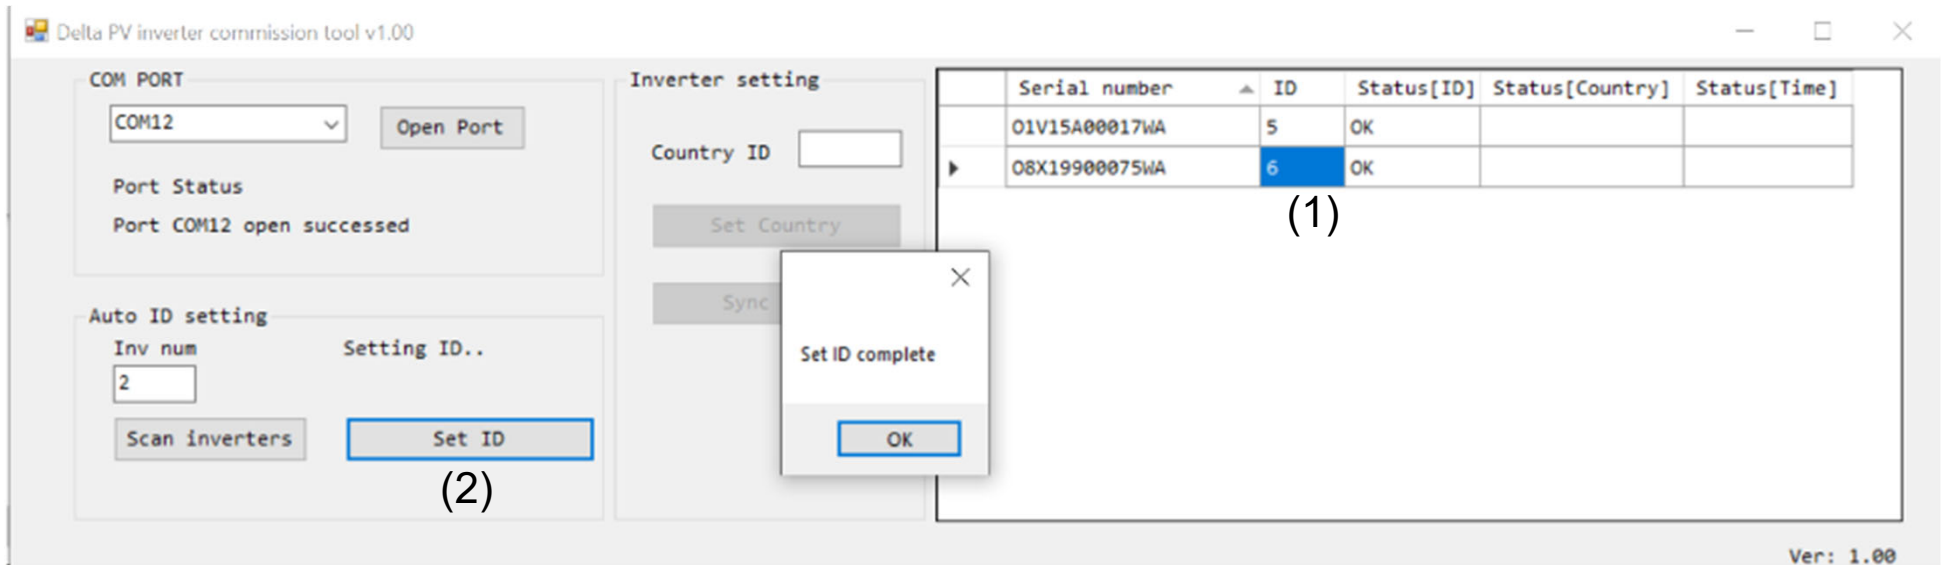 Delta PV inverter commission tool v1.00
COM PORT
COM12
Open Port
Port Status
Port COM12 open successed
Auto ID setting
Inv num
Setting ID..
2
Scan inverters
Set ID
(2)
Inverter setting
Country ID
Set Country
Sync
Set ID complete
OK
Serial number ID Status[ID] Status[Country] Status[Time]
O1V15A00017WA 5 OK
O8X19900075WA 6 OK
(1)
Ver: 1.00